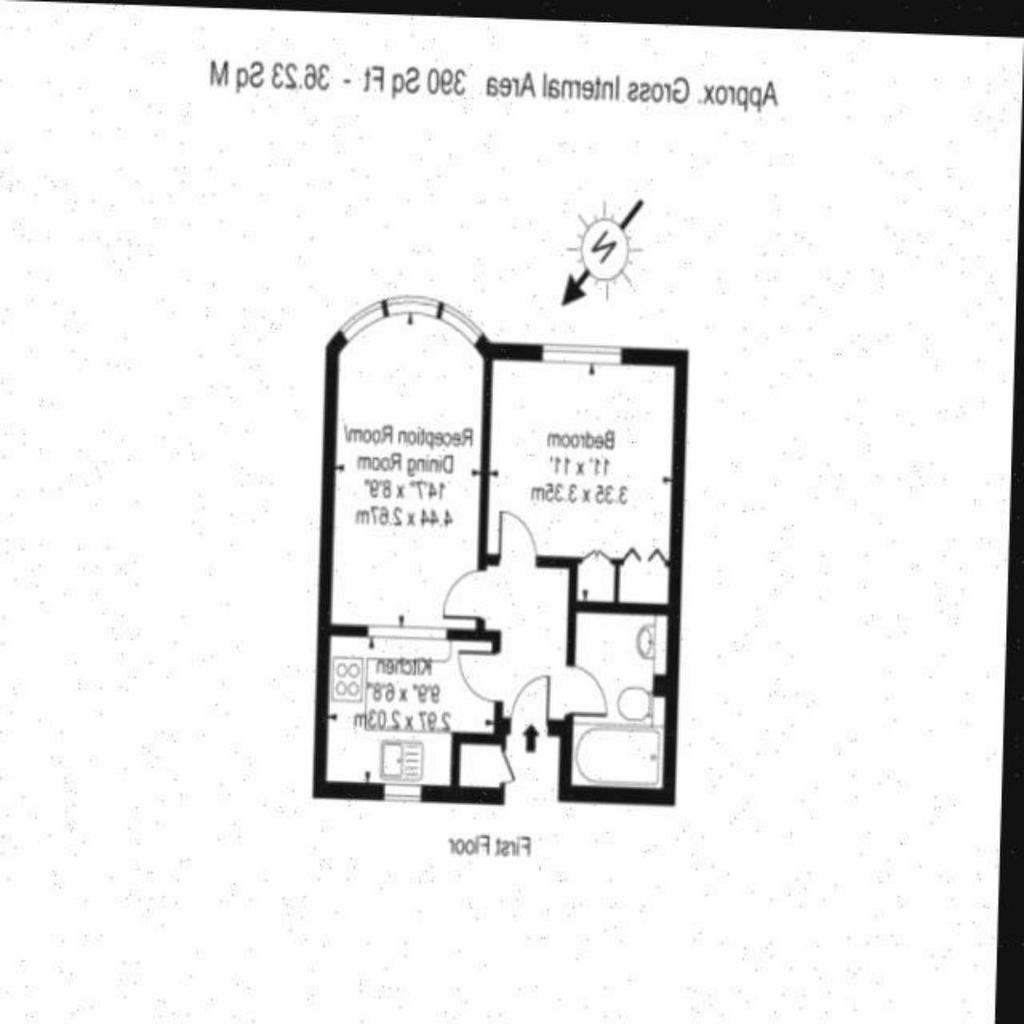 Approx. Gross Internal Area 390 Sq Ft - 36.23 Sq M
N
Bedroom
11' x 11'
3.35 x 3.35m
Reception Room/
Dining Room
14'7" x 8'9"
4.44 x 2.67m
Kitchen
9'9" x 6'8"
2.97 x 2.03m
First Floor